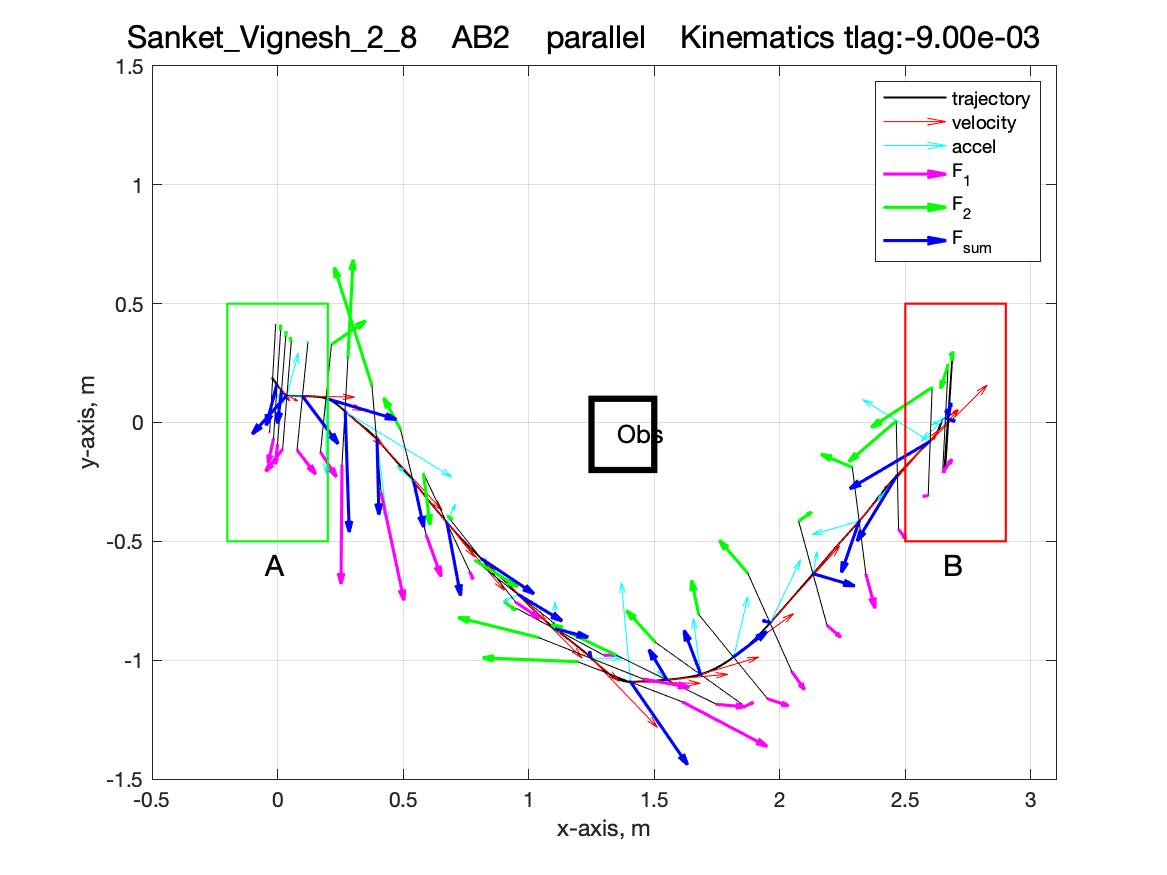 Sanket_Vignesh_2_8 AB2 parallel Kinematics tlag:-9.00e-03
1.5
1
0.5
0
-0.5
-1
-1.5
y-axis, m
trajectory
velocity
accel
F1
F2
Fsum
Obs
A
B
-0.5 0 0.5 1 1.5 2 2.5 3
x-axis, m